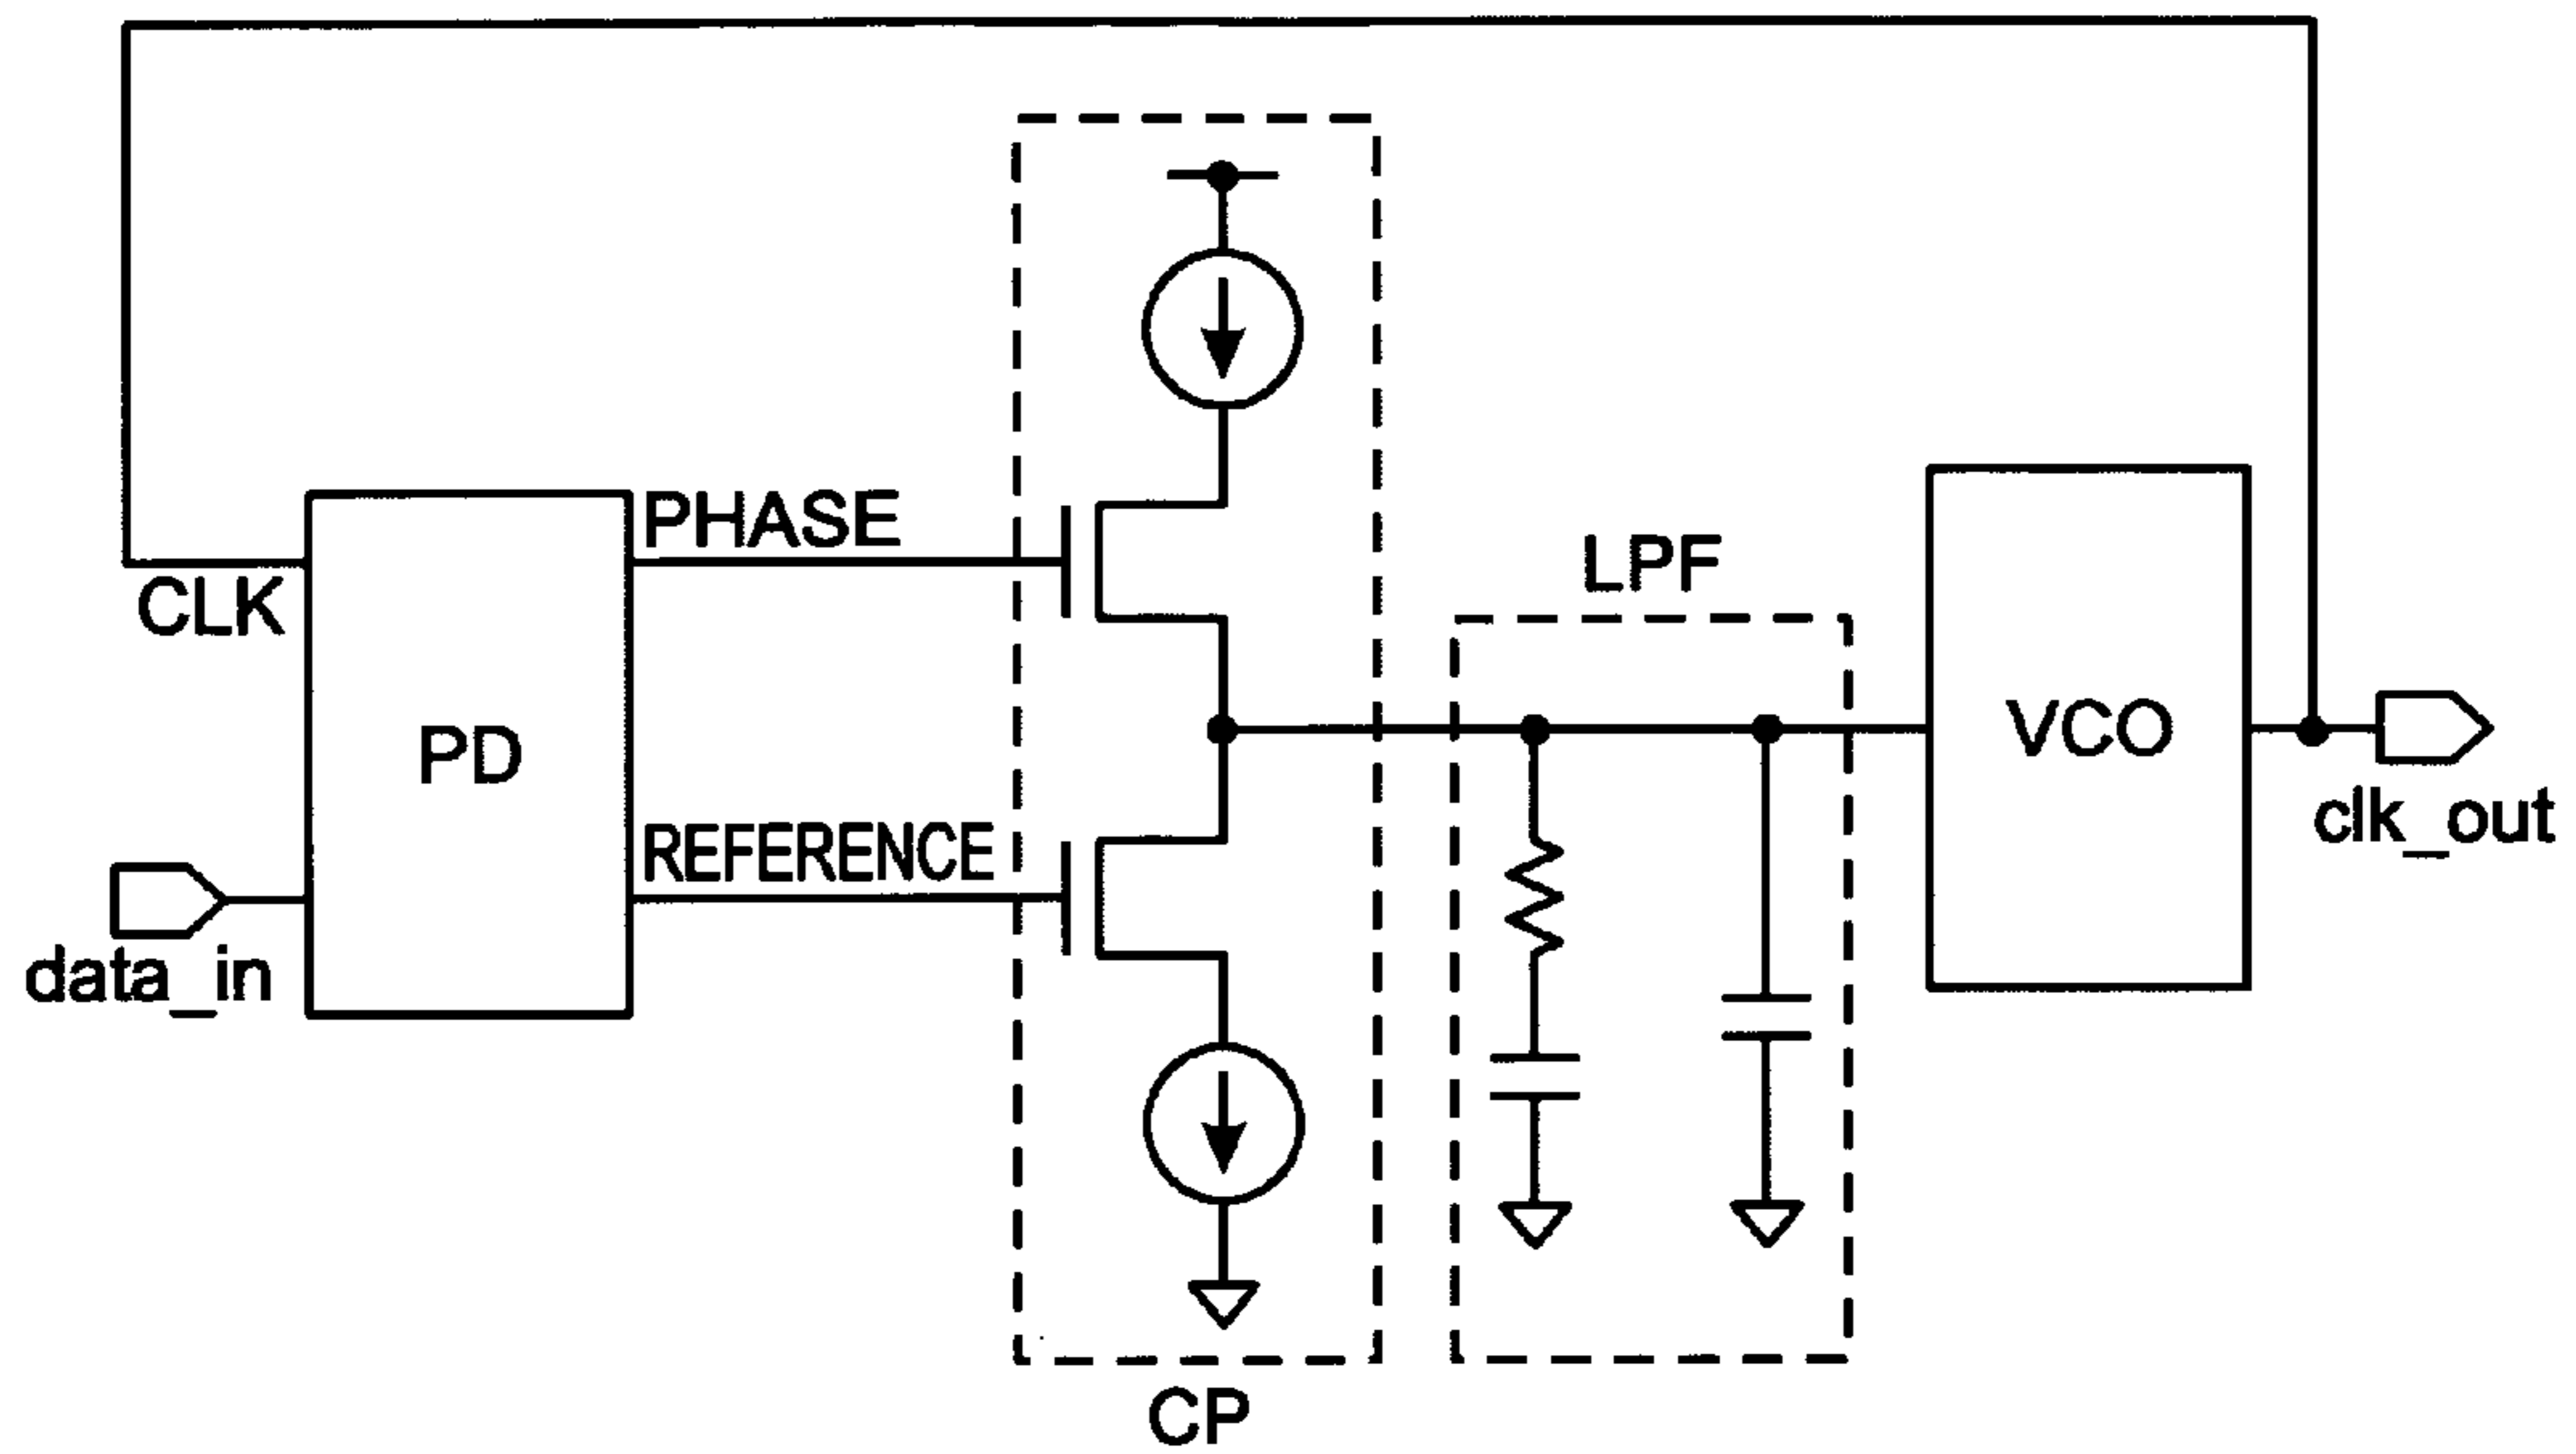 PHASE
LPF
CLK
VCO
PD
clk_out
REFERENCE
data_in
CP